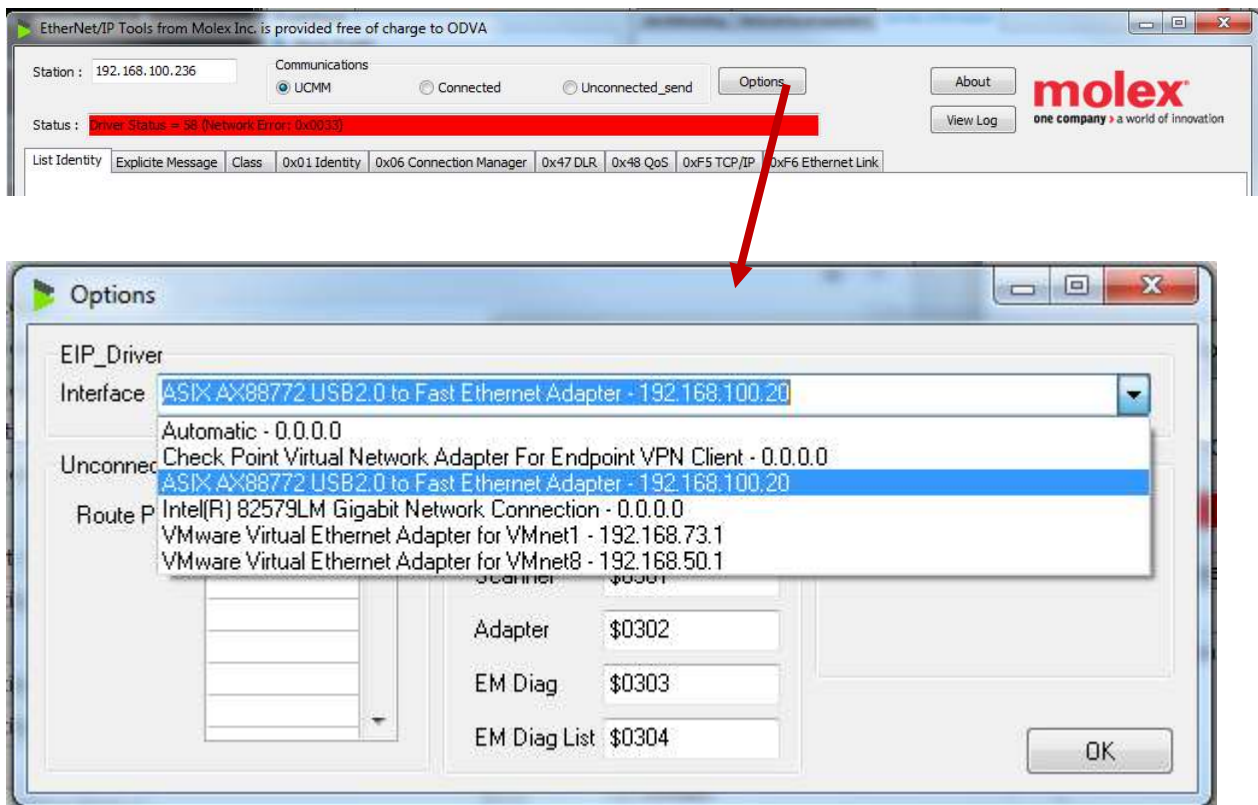 EtherNet/IP Tools from Molex Inc. is provided free of charge to ODVA
Station : 192.168.100.236 Communications
UCMM Connected Unconnected_send Options About
molex
one company > a world of innovation
Status : Driver Status = 58 (Network Error: 0x0033) View Log
List Identity Explicite Message Class 0x01 Identity 0x06 Connection Manager 0x47 DLR 0x48 QoS 0xF5 TCP/IP 0xF6 Ethernet Link
Options
EIP_Driver
Interface ASIX AX88772 USB2.0 to Fast Ethernet Adapter - 192.168.100.20
Automatic - 0.0.0.0
Unconnec Check Point Virtual Network Adapter For Endpoint VPN Client - 0.0.0.0
ASIX AX88772 USB2.0 to Fast Ethernet Adapter - 192.168.100.20
Route P Intel(R) 82579LM Gigabit Network Connection - 0.0.0.0
VMware Virtual Ethernet Adapter for VMnet1 - 192.168.73.1
VMware Virtual Ethernet Adapter for VMnet8 - 192.168.50.1
Scanner $0301
Adapter $0302
EM Diag $0303
EM Diag List $0304
OK